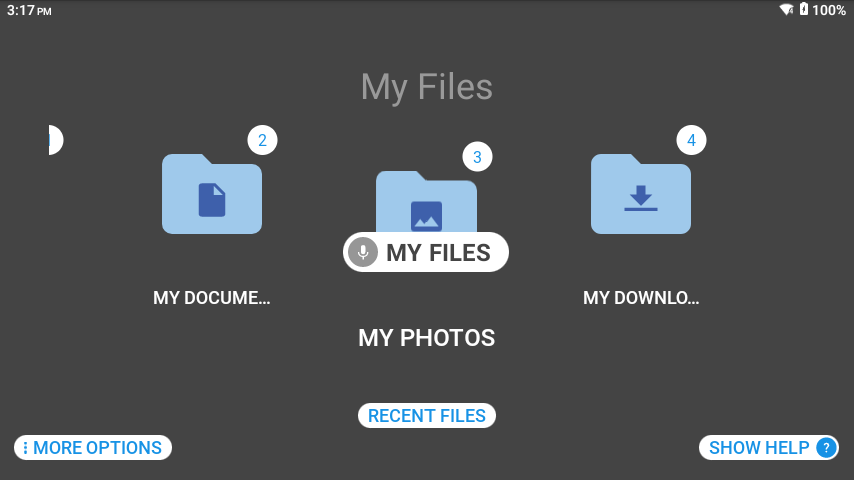 3:17 PM
100%
My Files
2
3
4
MY FILES
MY DOCUME...
MY DOWNLO...
MY PHOTOS
RECENT FILES
MORE OPTIONS
SHOW HELP ?